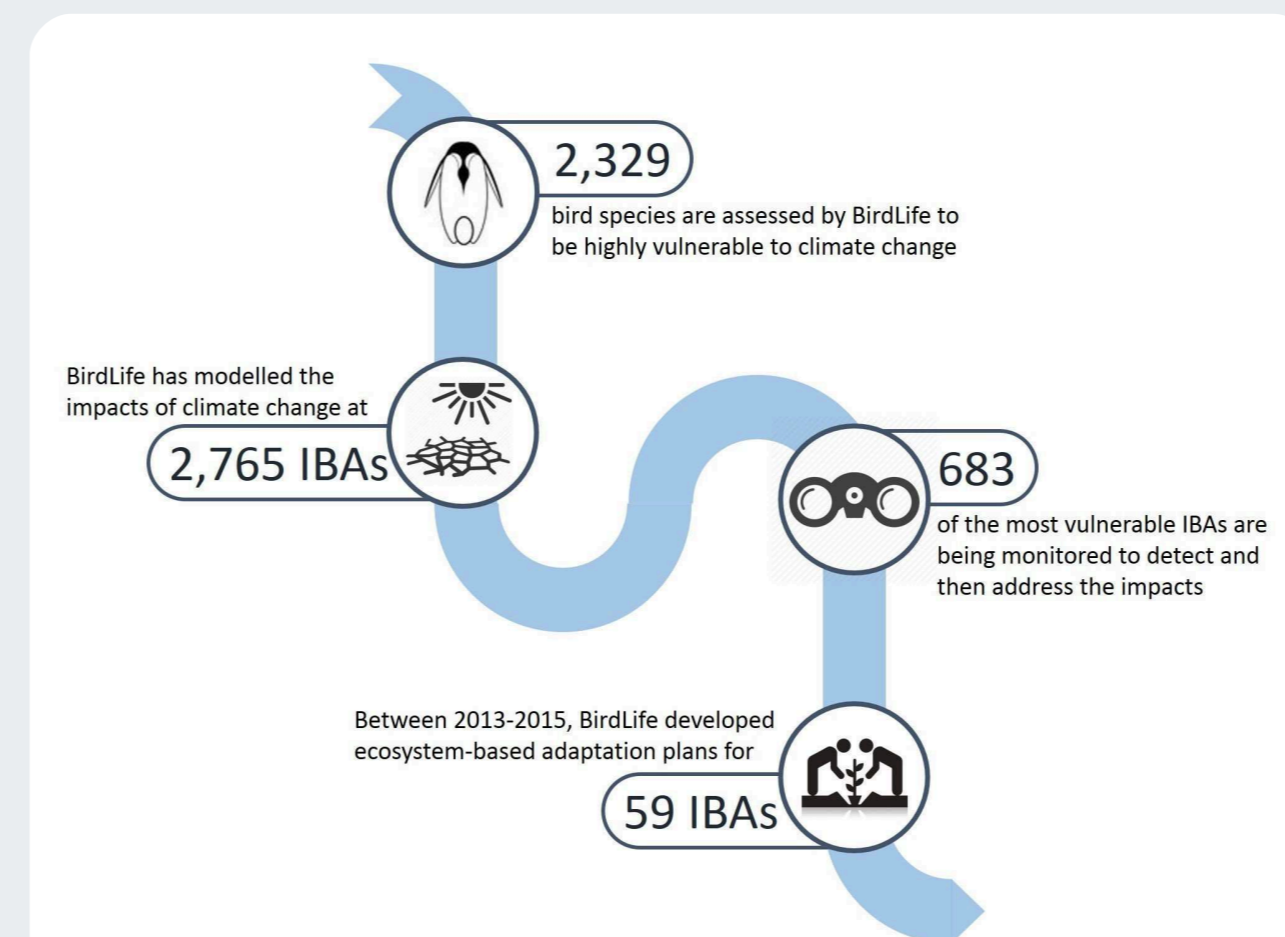 2,329
bird species are assessed by BirdLife to
be highly vulnerable to climate change
BirdLife has modelled the
impacts of climate change at
2,765 IBAs
683
of the most vulnerable IBAs are
being monitored to detect and
then address the impacts
Between 2013-2015, BirdLife developed
ecosystem-based adaptation plans for
59 IBAs